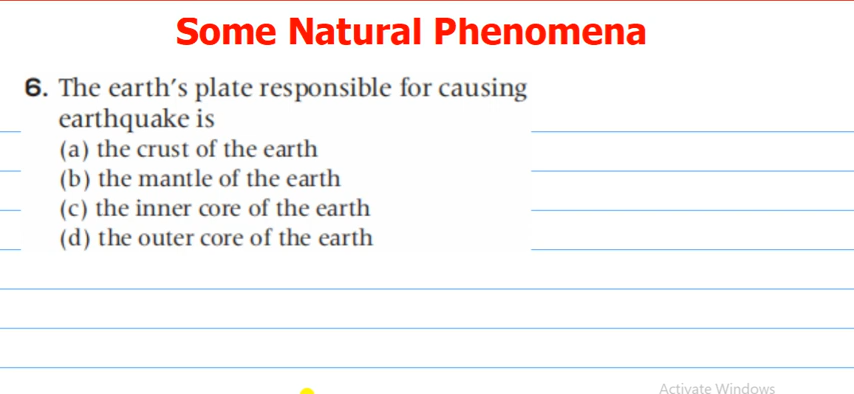 Some Natural Phenomena
6. The earth's plate responsible for causing
earthquake is
(a) the crust of the earth
(b) the mantle of the earth
(c) the inner core of the earth
(d) the outer core of the earth
Activate Windows